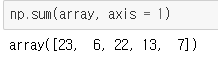 np.sum(array, axis = 1)
array([23,  6, 22, 13,  7])